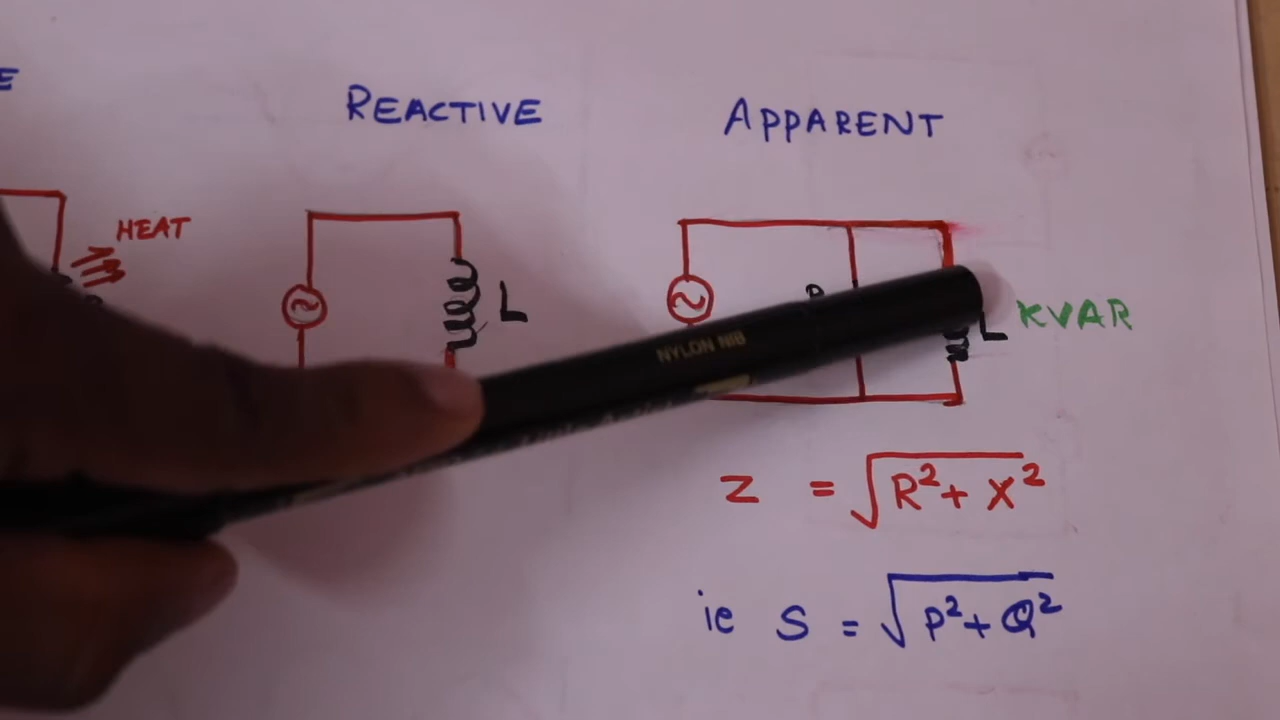 REACTIVE
APPARENT
HEAT
L
R
L
KVAR
NYLON NIB
Z = √R²+X²
ie S = √P²+Q²